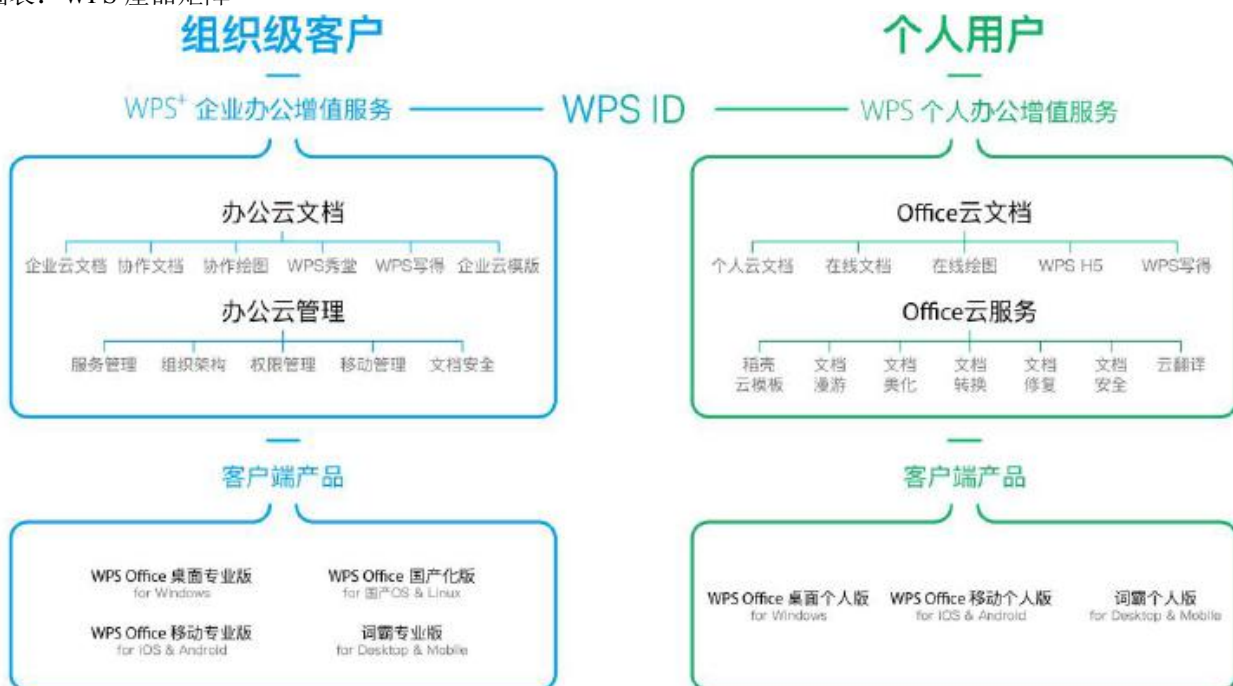 WPS 產品矩阵
组织级客户
个人用户
WPS⁺ 企业办公增值服务
WPS ID
WPS 个人办公增值服务
办公云文档
企业云文档 协作文档 协作绘图 WPS秀堂 WPS写得 企业云模版
办公云管理
服务管理 组织架构 权限管理 移动管理 文档安全
Office云文档
个人云文档 在线文档 在线绘图 WPS H5 WPS写得
Office云服务
稻壳 文档 文档 文档 文档 文档 云翻译
云模板 漫游 美化 转换 修复 安全
客户端产品
客户端产品
WPS Office 桌面专业版 WPS Office 国产化版
for Windows for 国产OS & Linux
WPS Office 移动专业版 词霸专业版
for iOS & Android for Desktop & Mobile
WPS Office 桌面个人版 WPS Office 移动个人版 词霸个人版
for Windows for iOS & Android for Desktop & Mobile